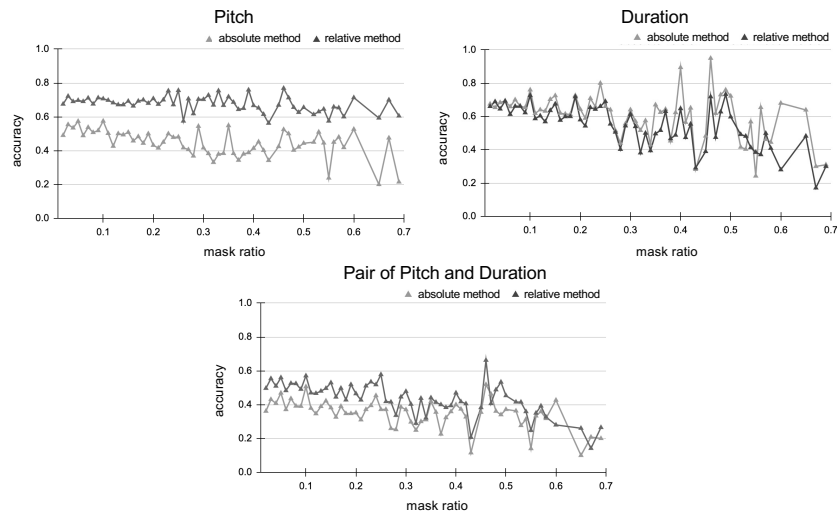 Pitch
absolute method relative method
accuracy
1.0
0.8
0.6
0.4
0.2
0.0
0.1 0.2 0.3 0.4 0.5 0.6 0.7
mask ratio
Duration
absolute method relative method
accuracy
1.0
0.8
0.6
0.4
0.2
0.0
0.1 0.2 0.3 0.4 0.5 0.6 0.7
mask ratio
Pair of Pitch and Duration
absolute method relative method
accuracy
1.0
0.8
0.6
0.4
0.2
0.0
0.1 0.2 0.3 0.4 0.5 0.6 0.7
mask ratio